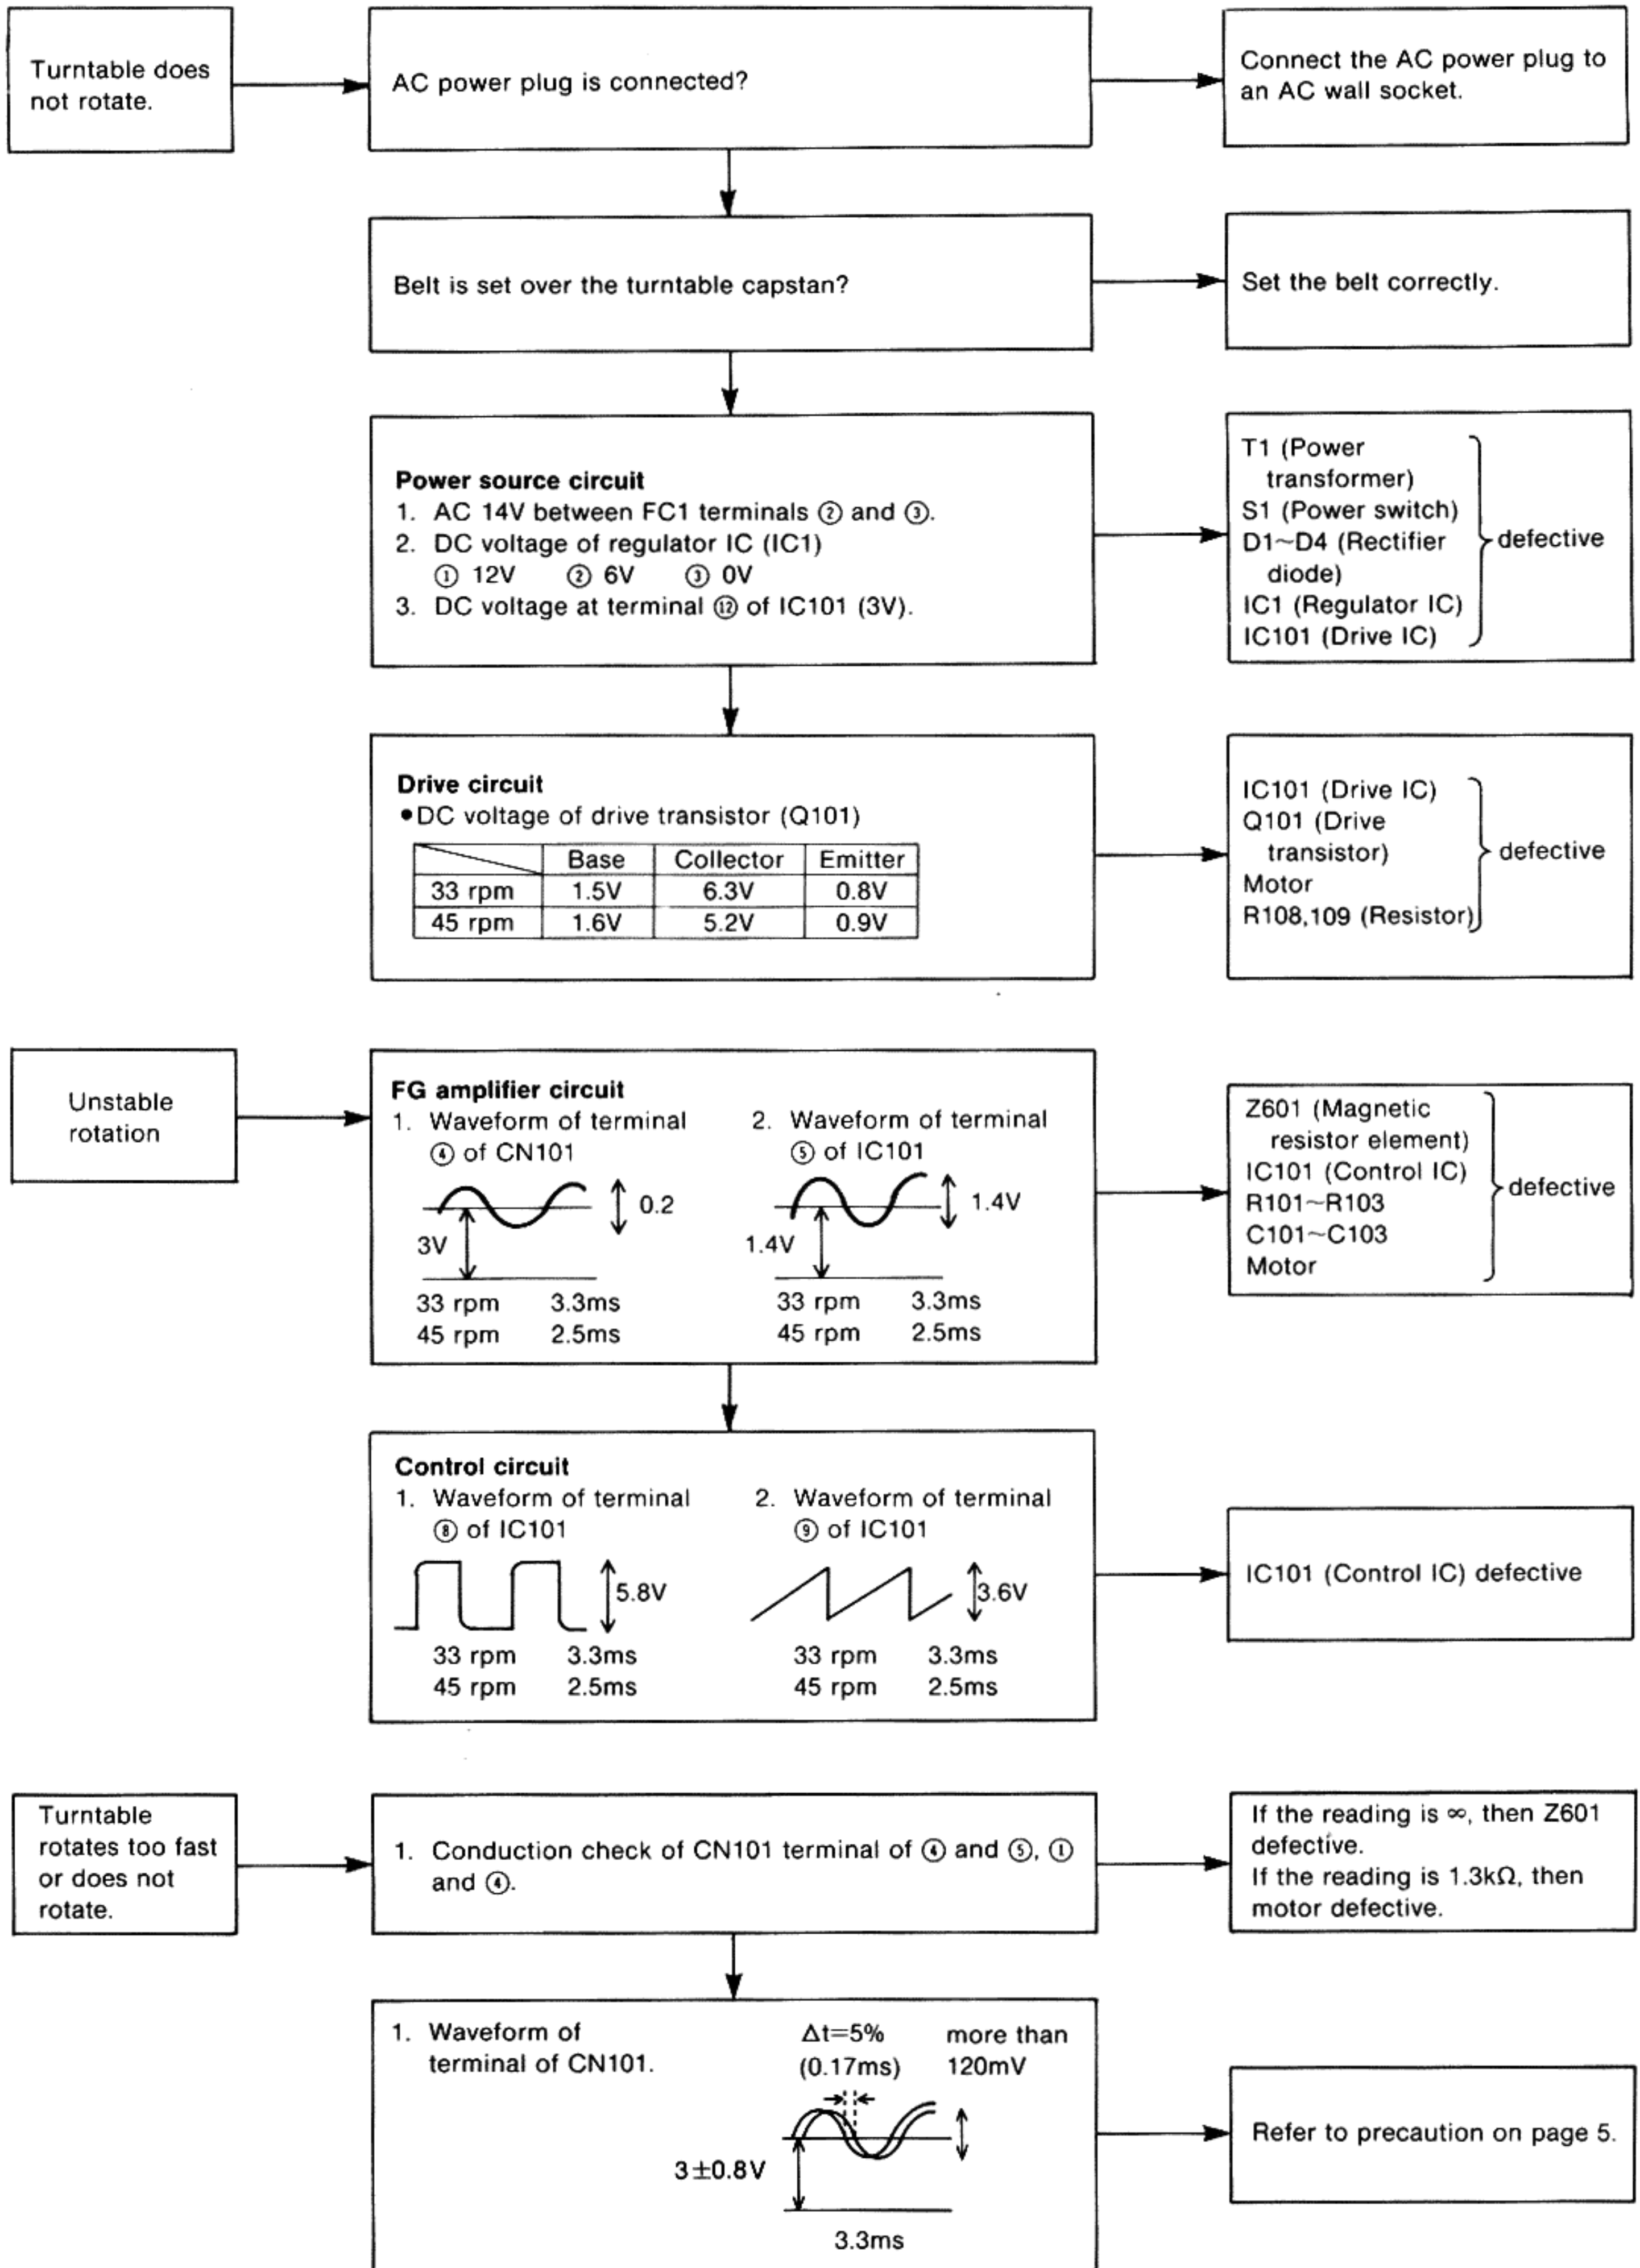 Turntable does
not rotate.
AC power plug is connected?
Connect the AC power plug to
an AC wall socket.
Belt is set over the turntable capstan?
Set the belt correctly.
Power source circuit
1. AC 14V between FC1 terminals ② and ③.
2. DC voltage of regulator IC (IC1)
① 12V ② 6V ③ 0V
3. DC voltage at terminal ⑫ of IC101 (3V).
T1 (Power
transformer)
S1 (Power switch)
D1~D4 (Rectifier
diode)
IC1 (Regulator IC)
IC101 (Drive IC)
defective
Drive circuit
•DC voltage of drive transistor (Q101)
Base Collector Emitter
33 rpm 1.5V 6.3V 0.8V
45 rpm 1.6V 5.2V 0.9V
IC101 (Drive IC)
Q101 (Drive
transistor)
Motor
R108,109 (Resistor)
defective
Unstable
rotation
FG amplifier circuit
1. Waveform of terminal
④ of CN101
0.2
3V
33 rpm 3.3ms
45 rpm 2.5ms
2. Waveform of terminal
⑤ of IC101
1.4V
1.4V
33 rpm 3.3ms
45 rpm 2.5ms
Z601 (Magnetic
resistor element)
IC101 (Control IC)
R101~R103
C101~C103
Motor
defective
Control circuit
1. Waveform of terminal
⑧ of IC101
5.8V
33 rpm 3.3ms
45 rpm 2.5ms
2. Waveform of terminal
⑨ of IC101
3.6V
33 rpm 3.3ms
45 rpm 2.5ms
IC101 (Control IC) defective
Turntable
rotates too fast
or does not
rotate.
1. Conduction check of CN101 terminal of ④ and ⑤, ①
and ④.
If the reading is ∞, then Z601
defective.
If the reading is 1.3kΩ, then
motor defective.
1. Waveform of
terminal of CN101.
Δt=5%
(0.17ms)
more than
120mV
3±0.8V
3.3ms
Refer to precaution on page 5.